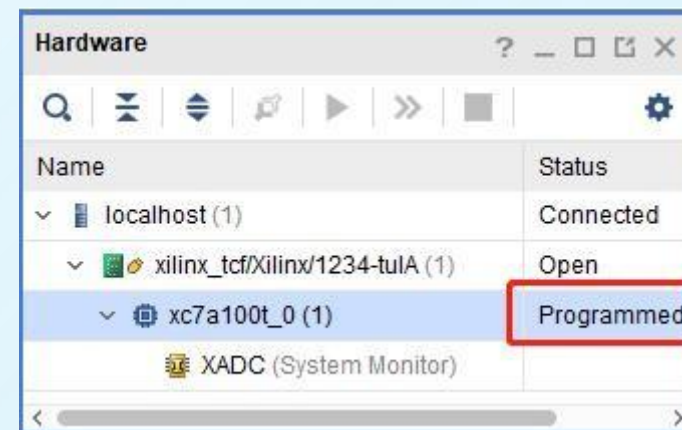 Hardware
Name Status
localhost (1) Connected
xilinx_tcf/Xilinx/1234-tulA (1) Open
xc7a100t_0 (1) Programmed
XADC (System Monitor)